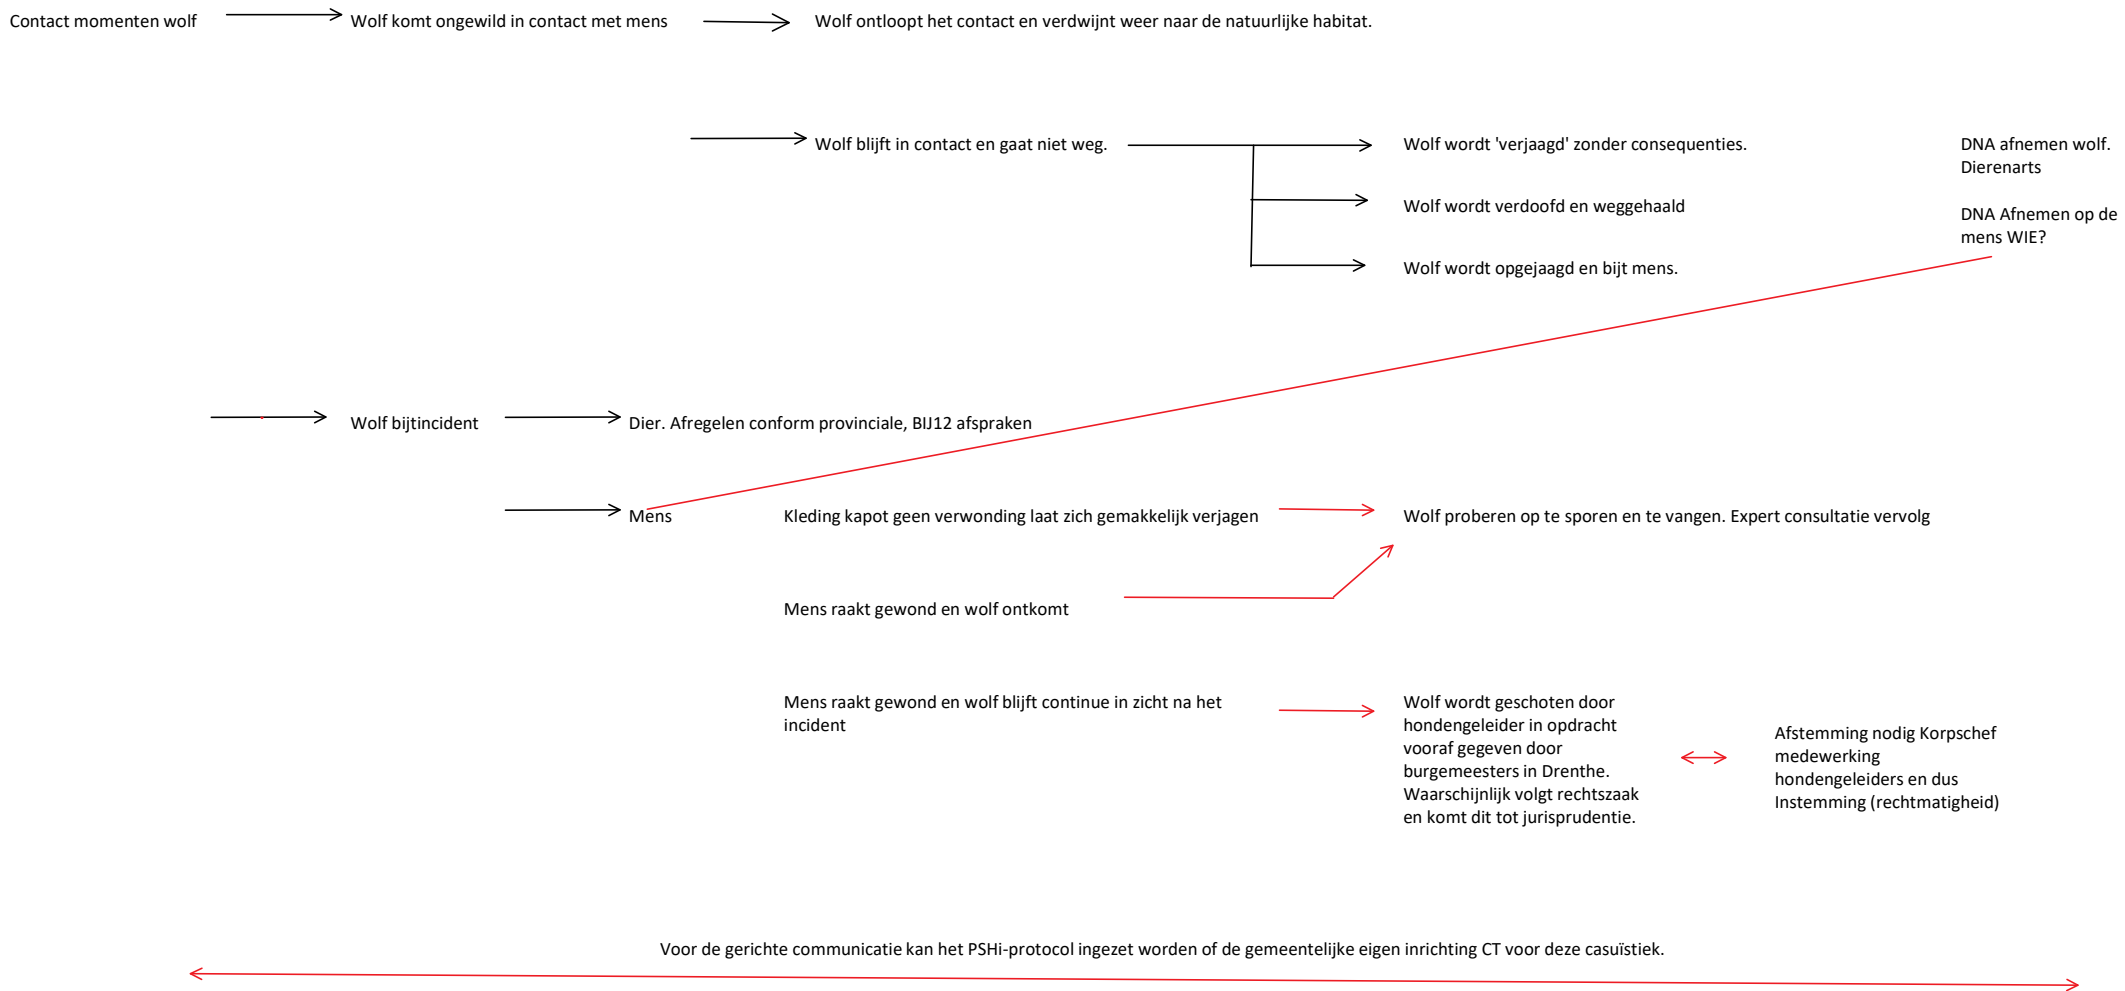 Contact momenten wolf
Wolf komt ongewild in contact met mens
Wolf ontloopt het contact en verdwijnt weer naar de natuurlijke habitat.
Wolf blijft in contact en gaat niet weg.
Wolf wordt 'verjaagd' zonder consequenties.
Wolf wordt verdoofd en weggehaald
Wolf wordt opgejaagd en bijt mens.
DNA afnemen wolf.
Dierenarts
DNA Afnemen op de
mens WIE?
Wolf bijtincident
Dier. Afregelen conform provinciale, BIJ12 afspraken
Mens
Kleding kapot geen verwonding laat zich gemakkelijk verjagen
Wolf proberen op te sporen en te vangen. Expert consultatie vervolg
Mens raakt gewond en wolf ontkomt
Mens raakt gewond en wolf blijft continue in zicht na het
incident
Wolf wordt geschoten door
hondengeleider in opdracht
vooraf gegeven door
burgemeesters in Drenthe.
Waarschijnlijk volgt rechtszaak
en komt dit tot jurisprudentie.
Afstemming nodig Korpschef
medewerking
hondengeleiders en dus
Instemming (rechtmatigheid)
Voor de gerichte communicatie kan het PSHi-protocol ingezet worden of de gemeentelijke eigen inrichting CT voor deze casuïstiek.